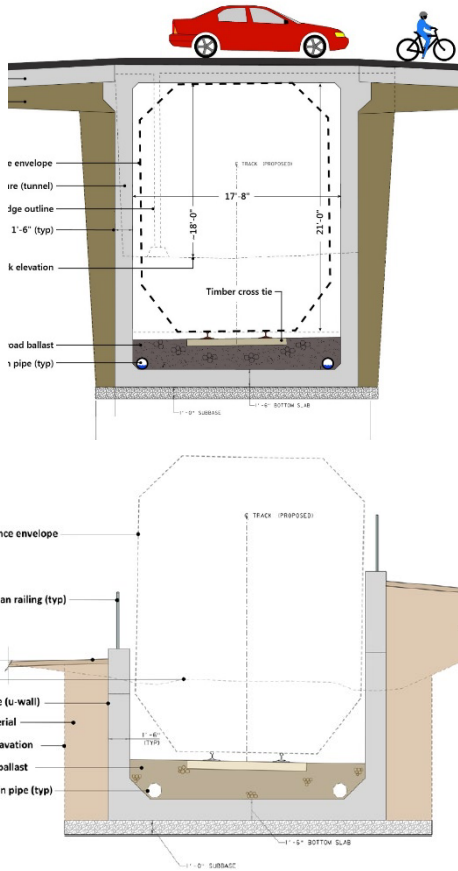 e envelope
℄ TRACK (PROPOSED)
ure (tunnel)
17'-8"
dge outline
18'-0"
21'-0"
1'-6" (typ)
k elevation
Timber cross tie
road ballast
n pipe (typ)
1'-6" BOTTOM SLAB
1'-0" SUBBASE
℄ TRACK (PROPOSED)
nce envelope
an railing (typ)
e (u-wall)
erial
1'-6"
(TYP)
avation
ballast
n pipe (typ)
1'-6" BOTTOM SLAB
1'-0" SUBBASE